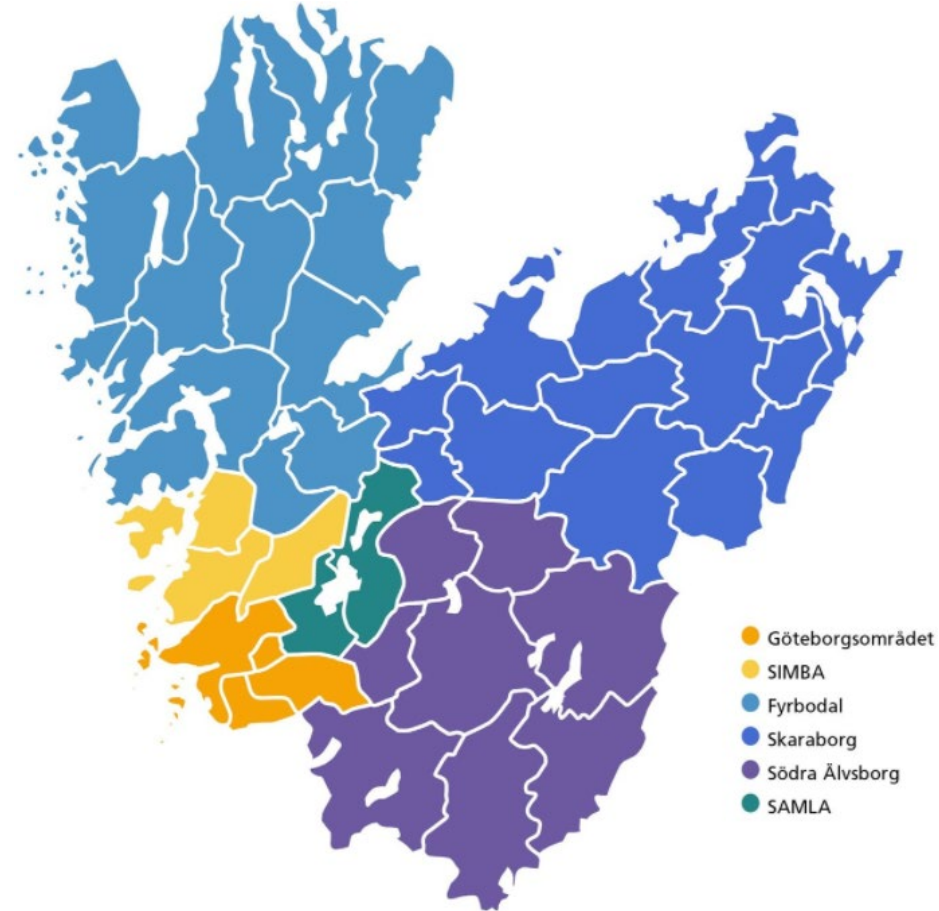 Göteborgsområdet
SIMBA
Fyrbodal
Skaraborg
Södra Älvsborg
SAMLA